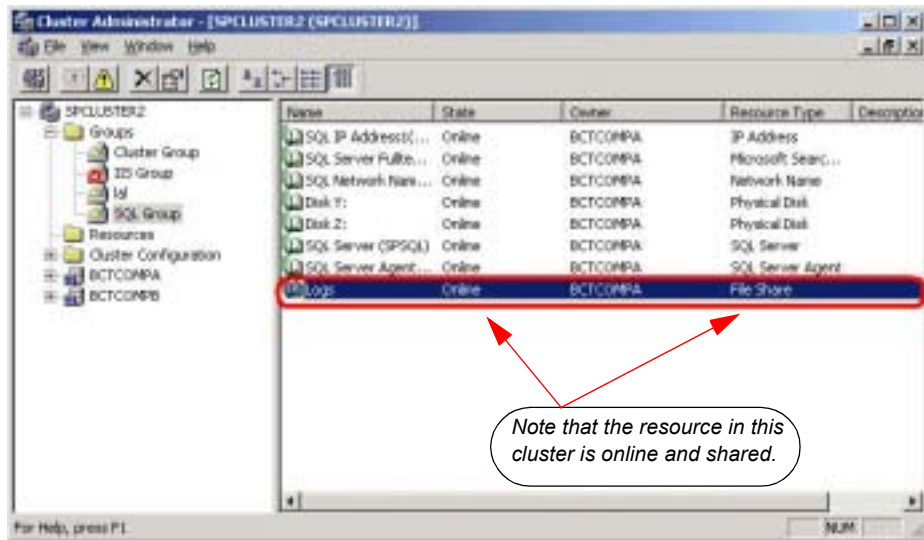 Cluster Administrator - [SPCLUSTER2 (SPCLUSTER2)]
File View Window Help
SPCLUSTER2
Groups
Cluster Group
IIS Group
SQL Group
Resources
Cluster Configuration
BCTCOMPA
BCTCOMPB
Name State Owner Resource Type Description
SQL IP Address1(... Online BCTCOMPA IP Address
SQL Server Fullte... Online BCTCOMPA Microsoft Searc...
SQL Network Nam... Online BCTCOMPA Network Name
Disk Y: Online BCTCOMPA Physical Disk
Disk Z: Online BCTCOMPA Physical Disk
SQL Server (SPSQL) Online BCTCOMPA SQL Server
SQL Server Agent... Online BCTCOMPA SQL Server Agent
Logs Online BCTCOMPA File Share
Note that the resource in this
cluster is online and shared.
For Help, press F1
NUM